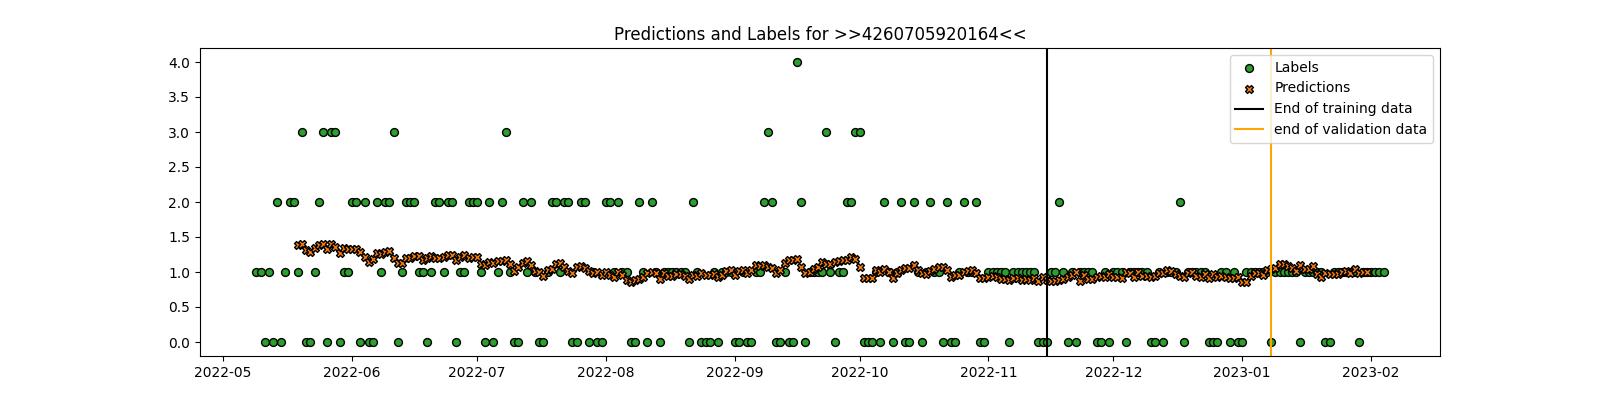 Predictions and Labels for >>4260705920164<<
4.0
3.5
3.0
2.5
2.0
1.5
1.0
0.5
0.0
Labels
Predictions
End of training data
end of validation data
2022-05 2022-06 2022-07 2022-08 2022-09 2022-10 2022-11 2022-12 2023-01 2023-02